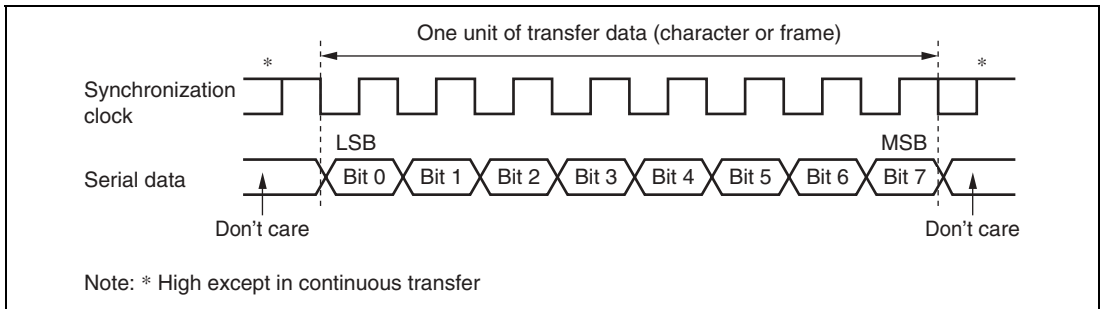 One unit of transfer data (character or frame)
* *
Synchronization
clock
LSB MSB
Serial data Bit 0 Bit 1 Bit 2 Bit 3 Bit 4 Bit 5 Bit 6 Bit 7
Don't care Don't care
Note: * High except in continuous transfer